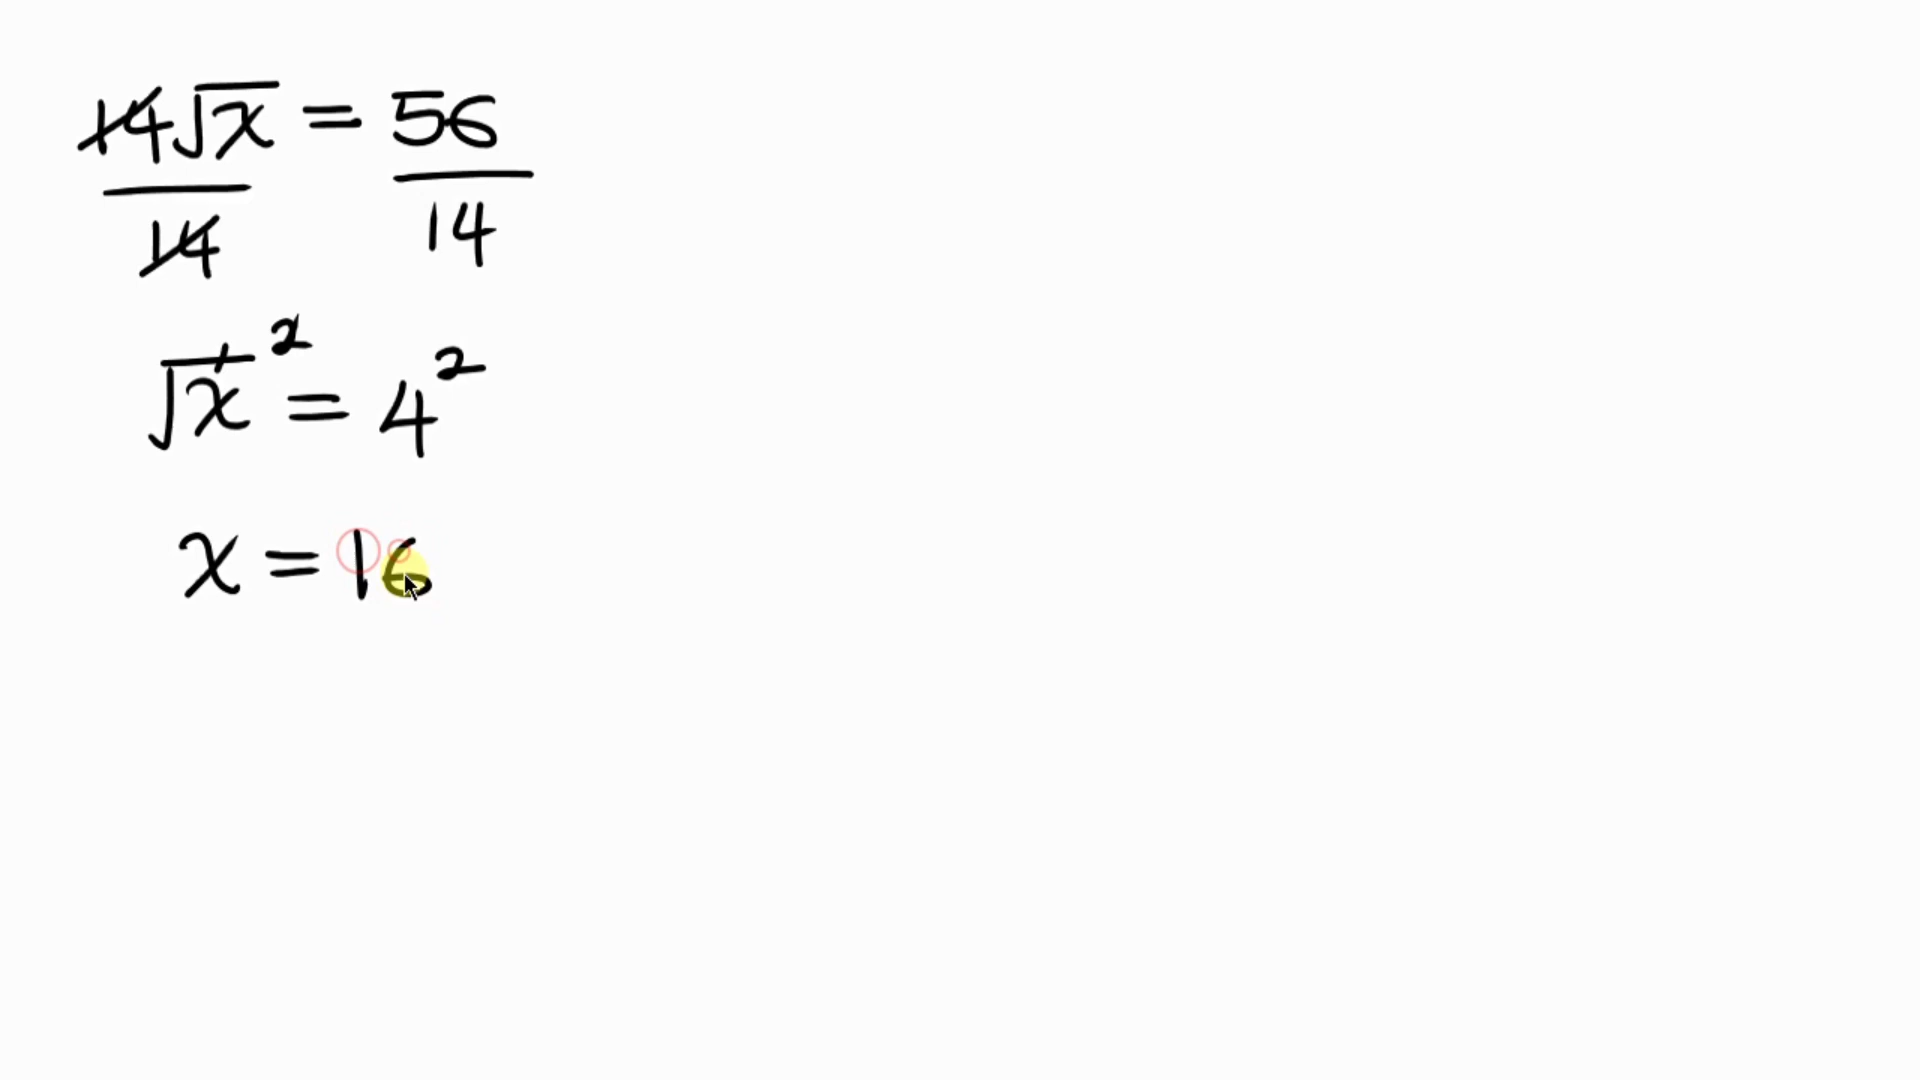 14√x = 56
14 14
√x² = 4²
x = 16